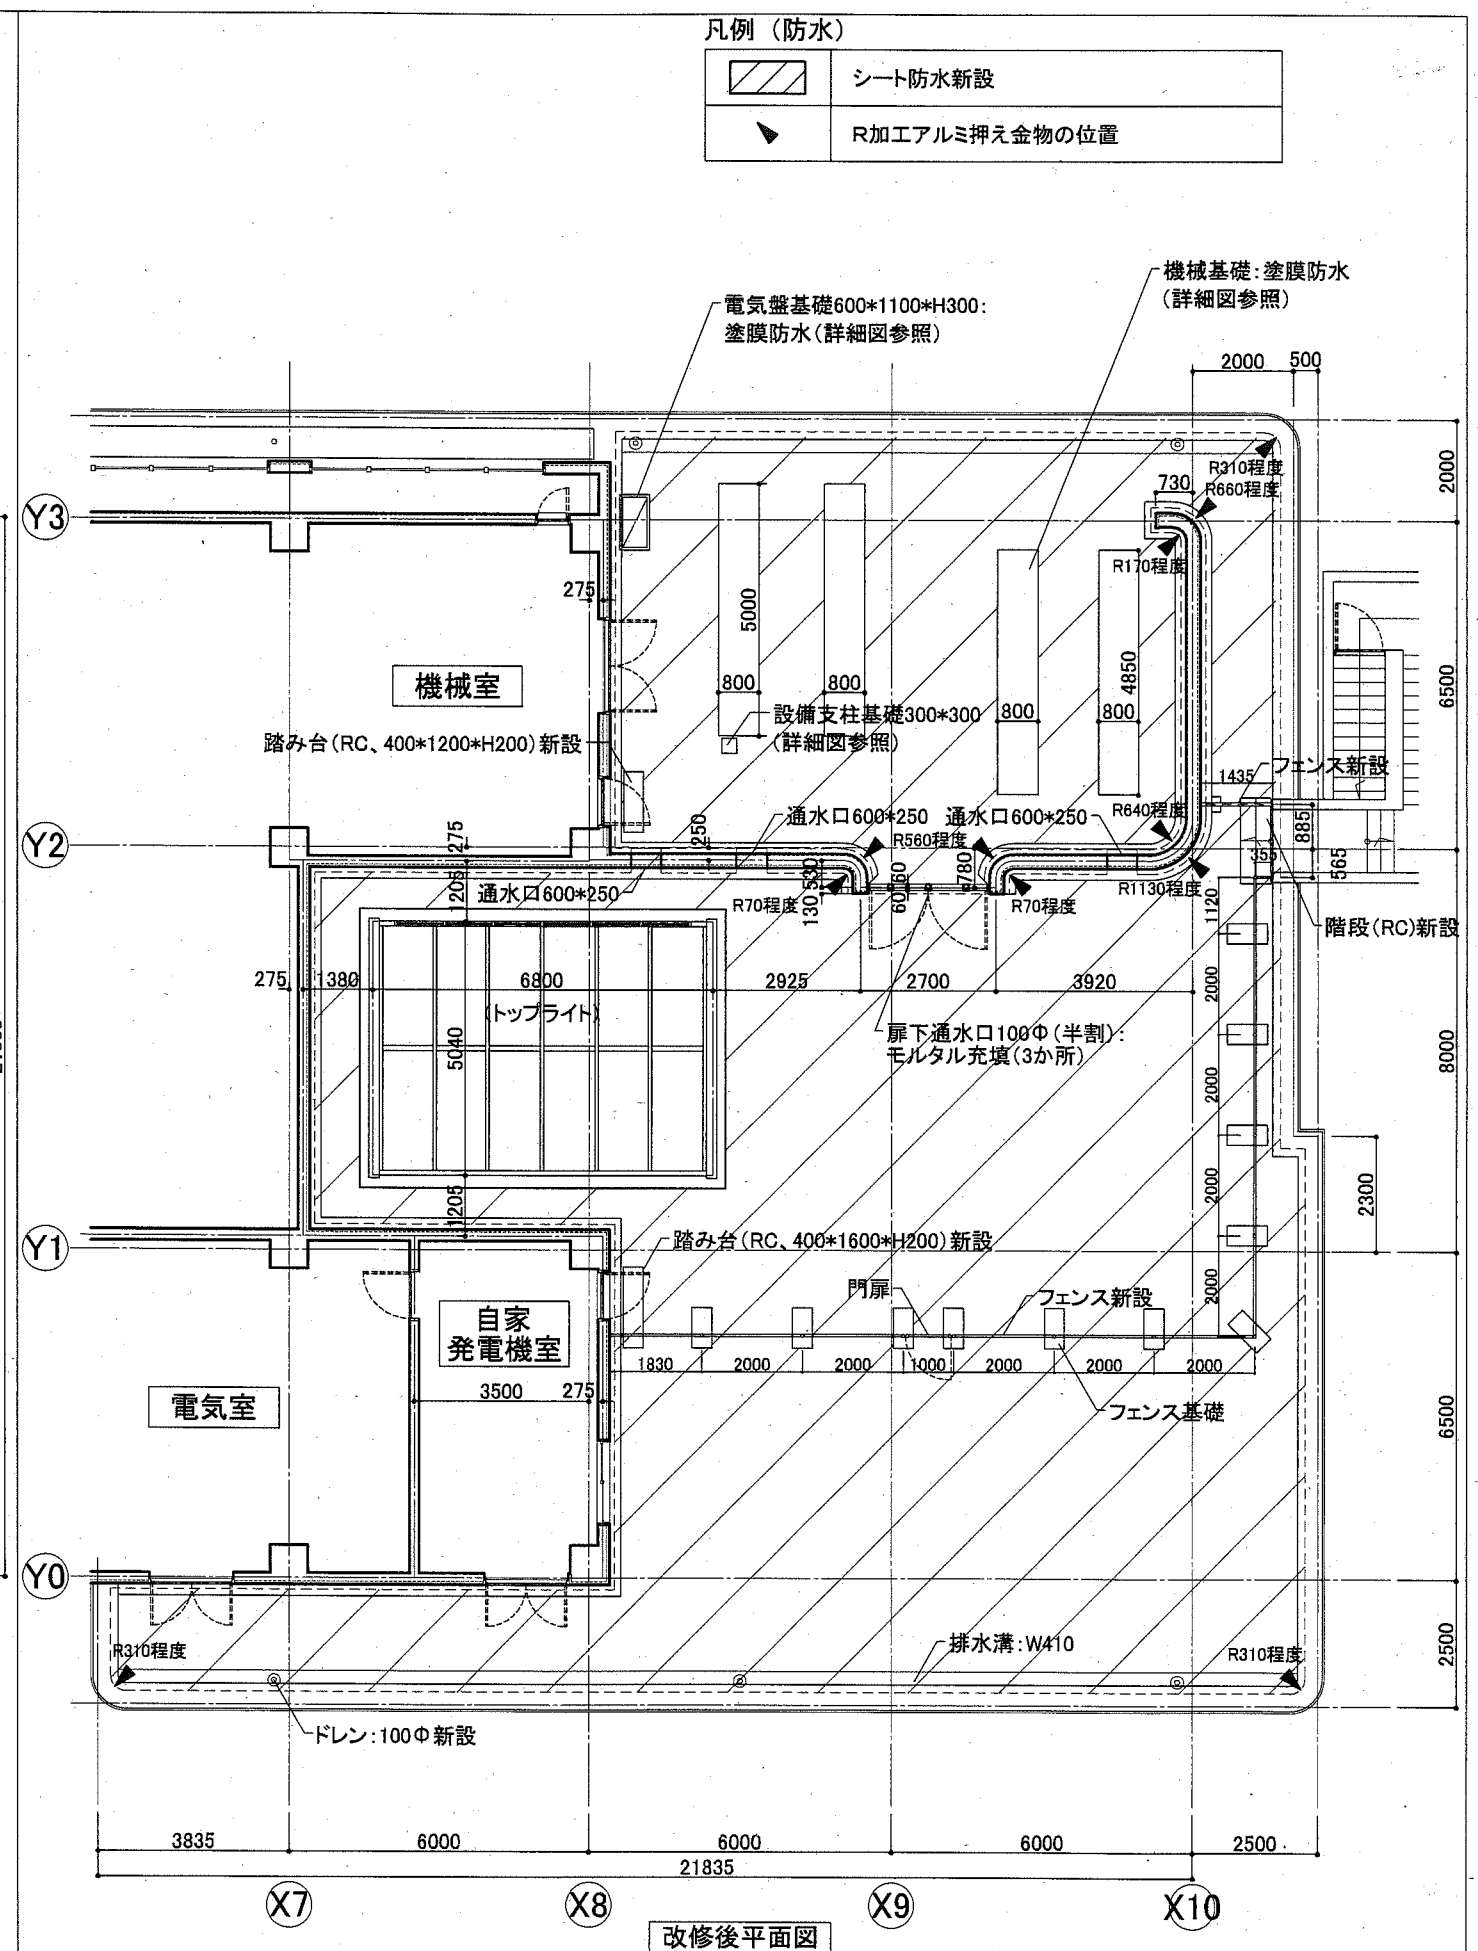 凡例（防水）
シート防水新設
R加工アルミ押え金物の位置
機械基礎：塗膜防水
（詳細図参照）
電気盤基礎600*1100*H300：
塗膜防水（詳細図参照）
2000
500
R310程度
2000
730
R660程度
Y3
R170程度
275
5000
4850
6500
機械室
800
800
800
800
設備支柱基礎300*300
（詳細図参照）
踏み台（RC、400*1200*H200）新設
フェンス新設
1435
R640程度
通水口600*250
通水口600*250
250
R560程度
275
885
Y2
355
565
780
530
60
60
1205
通水口600*250
R70程度
130
R70程度
R1130程度
1120
階段（RC）新設
275
1380
6800
2925
2700
3920
2000
（トップライト）
扉下通水口100Φ（半割）：
モルタル充填（3か所）
5040
8000
2000
2000
2300
1205
Y1
踏み台（RC、400*1600*H200）新設
門扉
フェンス新設
2000
自家
発電機室
1830
2000
2000
1000
2000
2000
2000
3500
275
電気室
フェンス基礎
6500
Y0
R310程度
排水溝：W410
R310程度
2500
ドレン：100Φ新設
3835
6000
6000
6000
2500
21835
X7
X8
X9
X10
改修後平面図